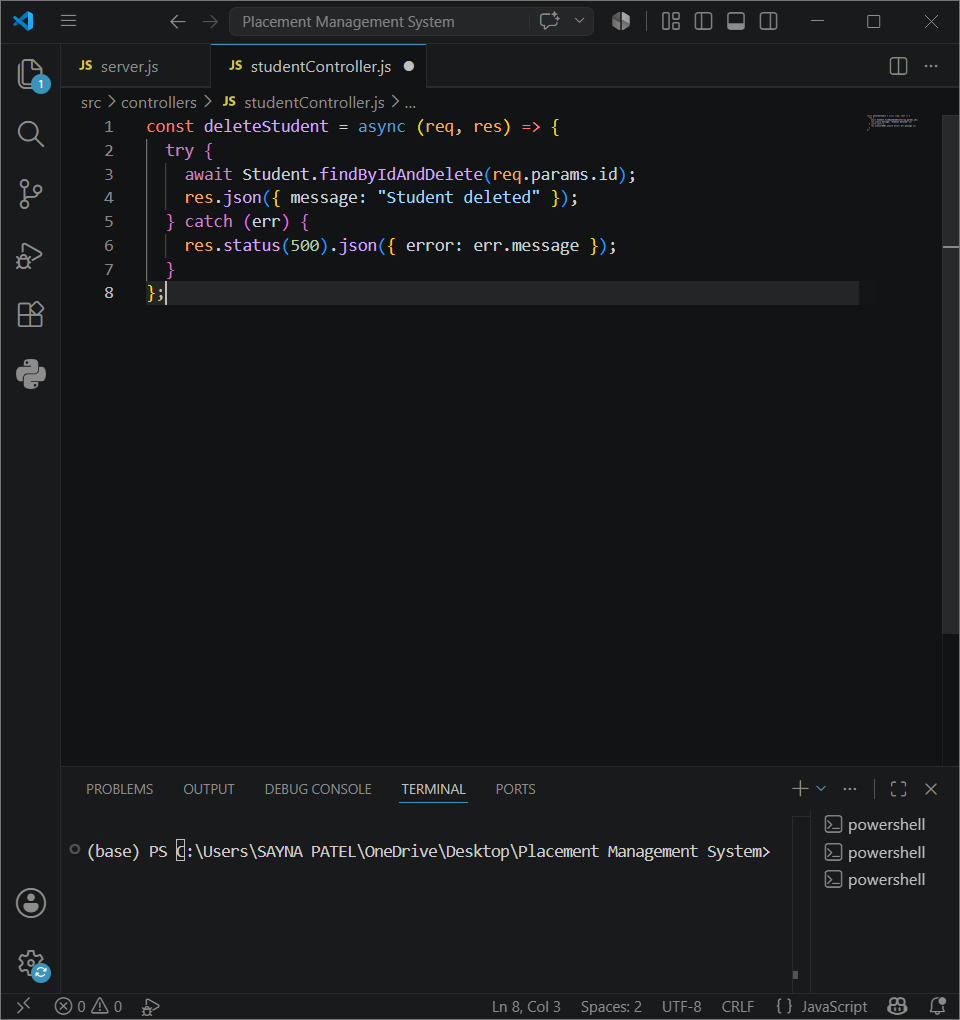 Placement Management System
JS server.js
JS studentController.js
1
src > controllers > JS studentController.js > ...
1 const deleteStudent = async (req, res) => {
2   try {
3     await Student.findByIdAndDelete(req.params.id);
4     res.json({ message: "Student deleted" });
5   } catch (err) {
6     res.status(500).json({ error: err.message });
7   }
8 };
PROBLEMS OUTPUT DEBUG CONSOLE TERMINAL PORTS
(base) PS C:\Users\SAYNA PATEL\OneDrive\Desktop\Placement Management System>
powershell
powershell
powershell
0 0 Ln 8, Col 3 Spaces: 2 UTF-8 CRLF { } JavaScript